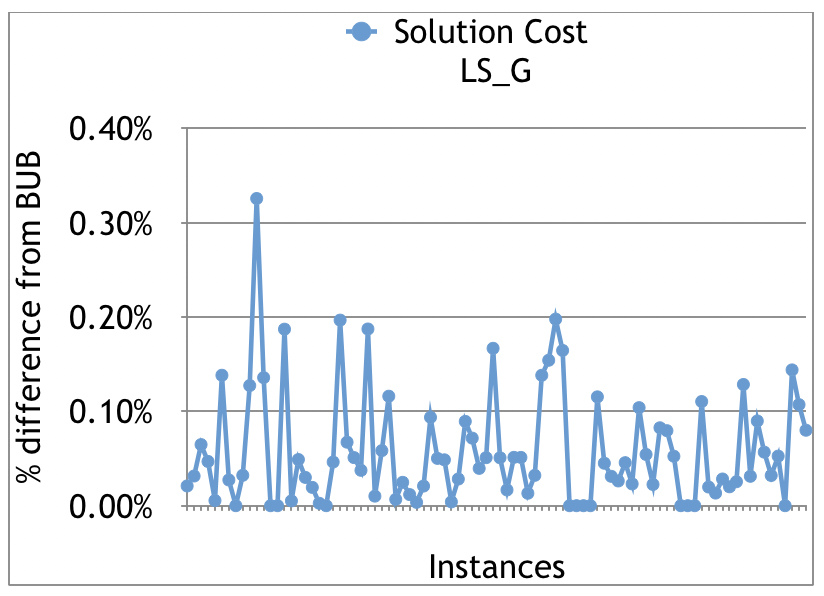 Solution Cost
LS_G
% difference from BUB
0.40%
0.30%
0.20%
0.10%
0.00%
Instances